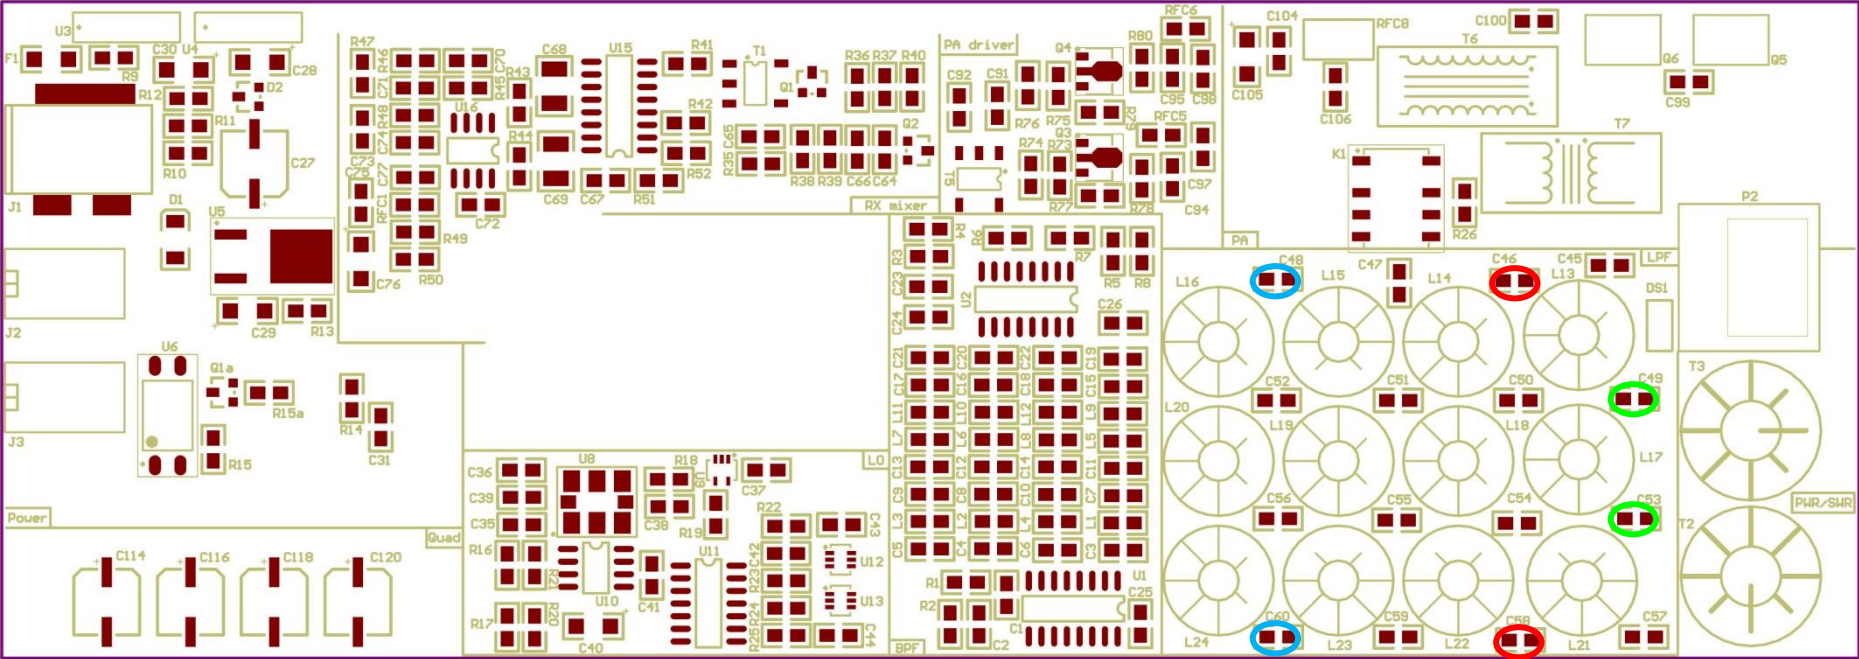 U3
F1
R9
C30 U4
C28
D2
R12
R11
R10
C27
J1
D1
U5
J2
C29
R13
U6
J3
Q1a
R15a
R15
R14
C31
Power
Quad
C114
C116
C118
C120
R47
R46
C71
R48
C74
C73
C75
C77
RFC1
R49
R50
C76
C70
R45
U16
C72
R43
R44
C68
C69
U15
C67
R51
R41
R42
R52
T1
Q1
C65
R35
R38
R39
C66
C64
R36
R37
R40
Q2
RX mixer
PA driver
C92
C91
R76
R75
Q4
R79
Q3
R74
R73
T5
R77
R78
R80
RFC6
C95
C98
RFC5
C97
C94
C104
C105
RFC8
C106
T6
C100
Q6
Q5
C99
T7
K1
R26
PA
P2
LPF
DS1
R4
R3
C23
C24
R6
R7
R5
R8
U2
C26
C21
C20
C22
C19
C17
C16
C18
C15
L11
L10
L12
L9
L7
L6
L8
L5
C13
C12
C14
C11
C9
C8
C10
C7
L3
L2
L4
L1
C5
C4
C6
C3
R1
R2
C1
C2
U1
C25
BPF
LO
C36
C39
C35
R16
R17
R21
R20
U8
U10
C40
C41
R18
C38
U9
R19
C37
U11
R22
C42
R23
R24
R25
C43
U12
U13
C44
C48
C47
C46
C45
L16
L15
L14
L13
C52
C51
C50
C49
L20
L19
L18
L17
C56
C55
C54
C53
C60
C59
C58
C57
L24
L23
L22
L21
T3
T2
PWR/SWR